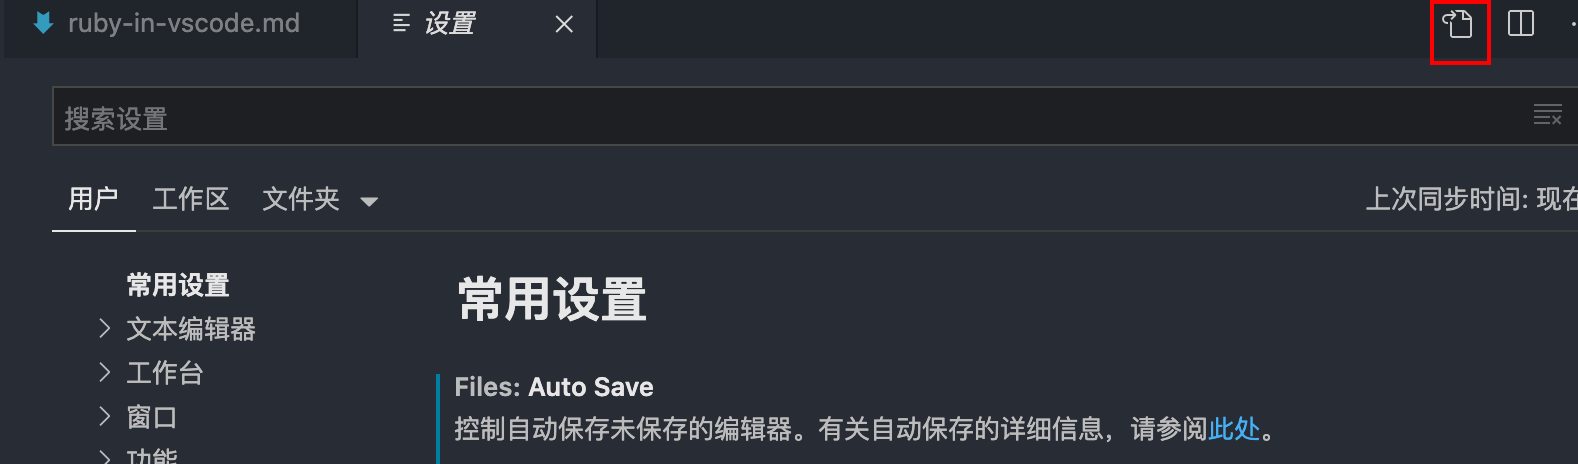 ruby-in-vscode.md
设置
搜索设置
用户 工作区 文件夹
上次同步时间: 现在
常用设置
文本编辑器
工作台
窗口
功能
常用设置
Files: Auto Save
控制自动保存未保存的编辑器。有关自动保存的详细信息，请参阅此处。